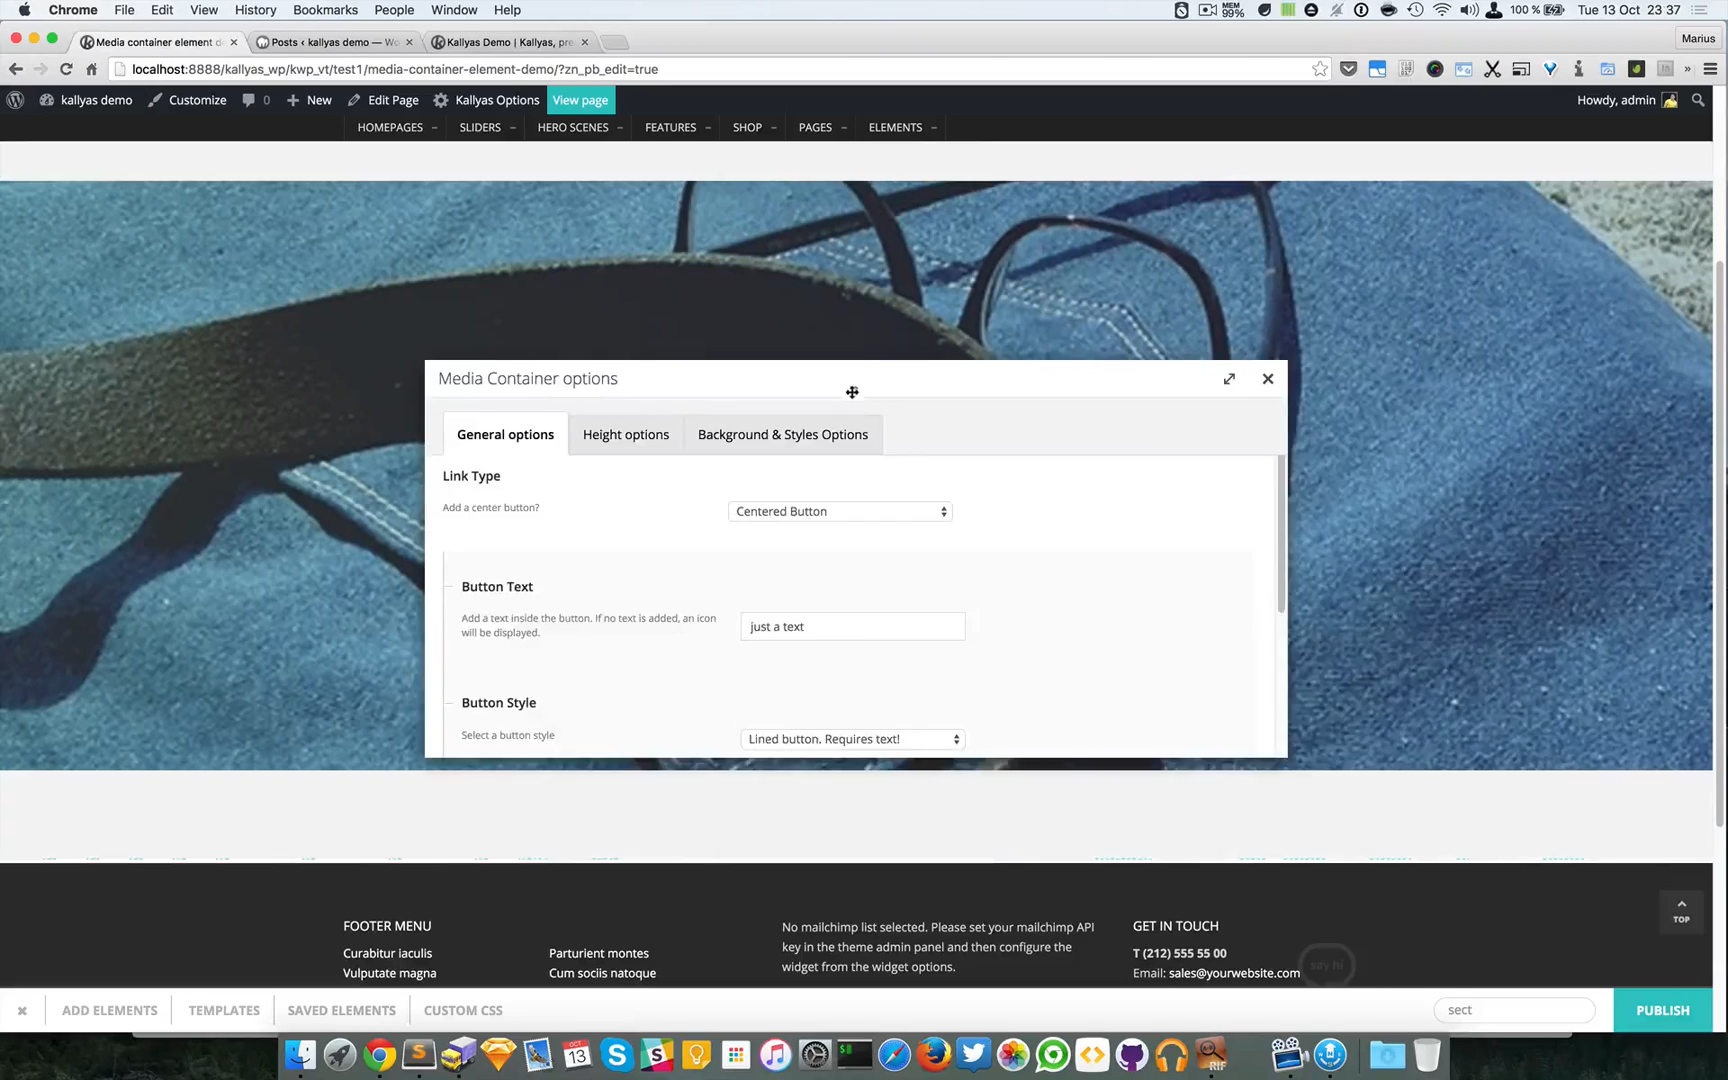 Chrome File Edit View History Bookmarks People Window Help MEM 99% 100 % Tue 13 Oct 23:37
Media container element d Posts ‹ kallyas demo — Wo Kallyas Demo | Kallyas, pre Marius
localhost:8888/kallyas_wp/kwp_vt/test1/media-container-element-demo/?zn_pb_edit=true
kallyas demo Customize 0 New Edit Page Kallyas Options View page Howdy, admin
HOMEPAGES SLIDERS HERO SCENES FEATURES SHOP PAGES ELEMENTS
Media Container options
General options Height options Background & Styles Options
Link Type
Add a center button? Centered Button
Button Text
Add a text inside the button. If no text is added, an icon
will be displayed.
just a text
Button Style
Select a button style Lined button. Requires text!
FOOTER MENU
Curabitur iaculis Parturient montes
Vulputate magna Cum sociis natoque
No mailchimp list selected. Please set your mailchimp API
key in the theme admin panel and then configure the
widget from the widget options.
GET IN TOUCH
T (212) 555 55 00
Email: sales@yourwebsite.com
say hi
TOP
ADD ELEMENTS TEMPLATES SAVED ELEMENTS CUSTOM CSS sect PUBLISH
OCT
13
RIF